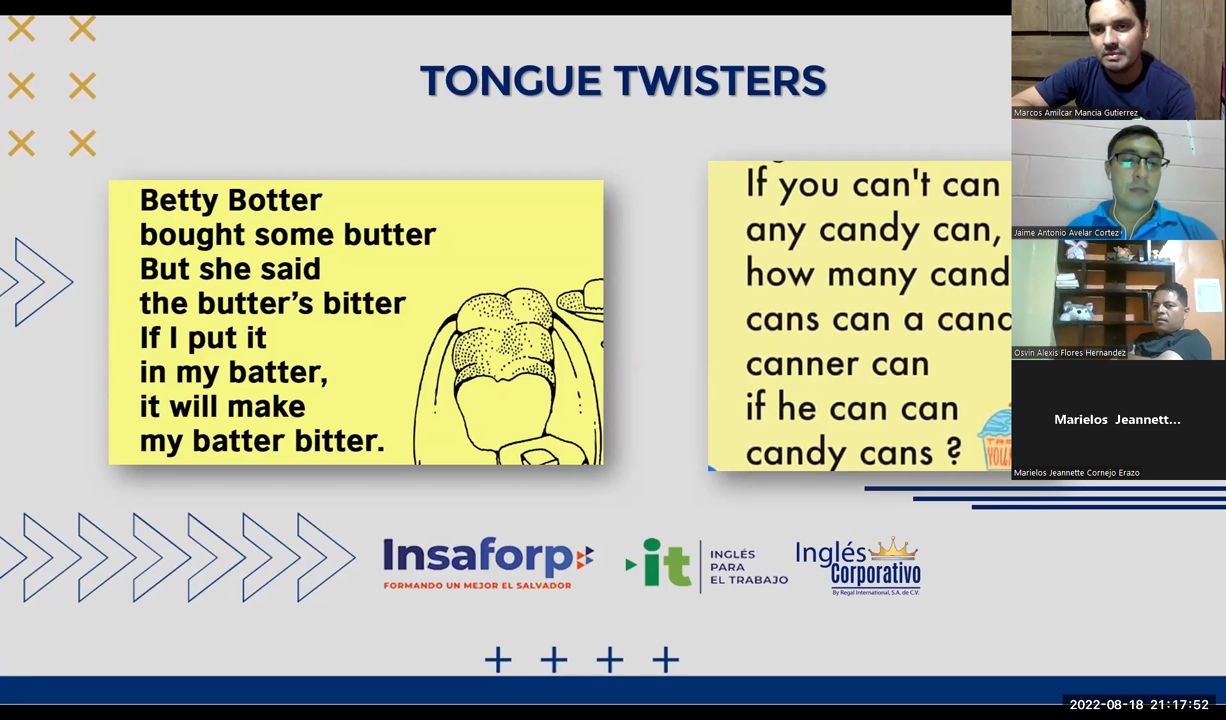 TONGUE TWISTERS
Betty Botter
bought some butter
But she said
the butter's bitter
If I put it
in my batter,
it will make
my batter bitter.
If you can't can
any candy can,
how many
cans can a
canner can
if he can can
candy cans ?
Marcos Amilcar Mancia Gutierrez
Jaime Antonio Avelar Cortez
Osvin Alexis Flores Hernandez
Marielos Jeannett...
Marielos Jeannette Cornejo Erazo
Insaforp
FORMANDO UN MEJOR EL SALVADOR
it
INGLÉS
PARA
EL TRABAJO
Inglés
Corporativo
By Regal International, S.A. de C.V.
2022-08-18 21:17:52